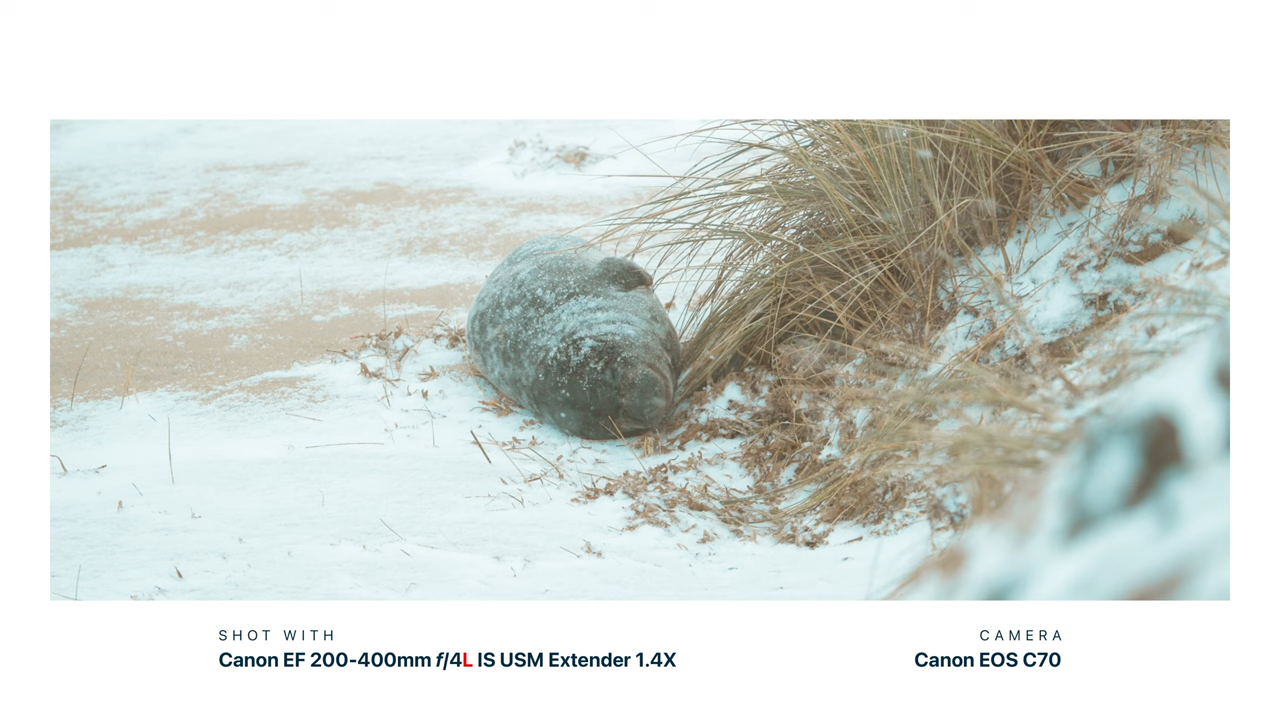 SHOT WITH
Canon EF 200-400mm f/4L IS USM Extender 1.4X
CAMERA
Canon EOS C70